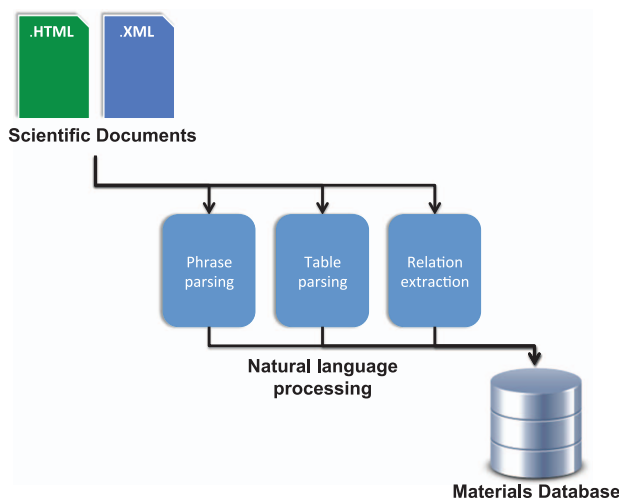 .HTML
.XML
Scientific Documents
Phrase
parsing
Table
parsing
Relation
extraction
Natural language
processing
Materials Database